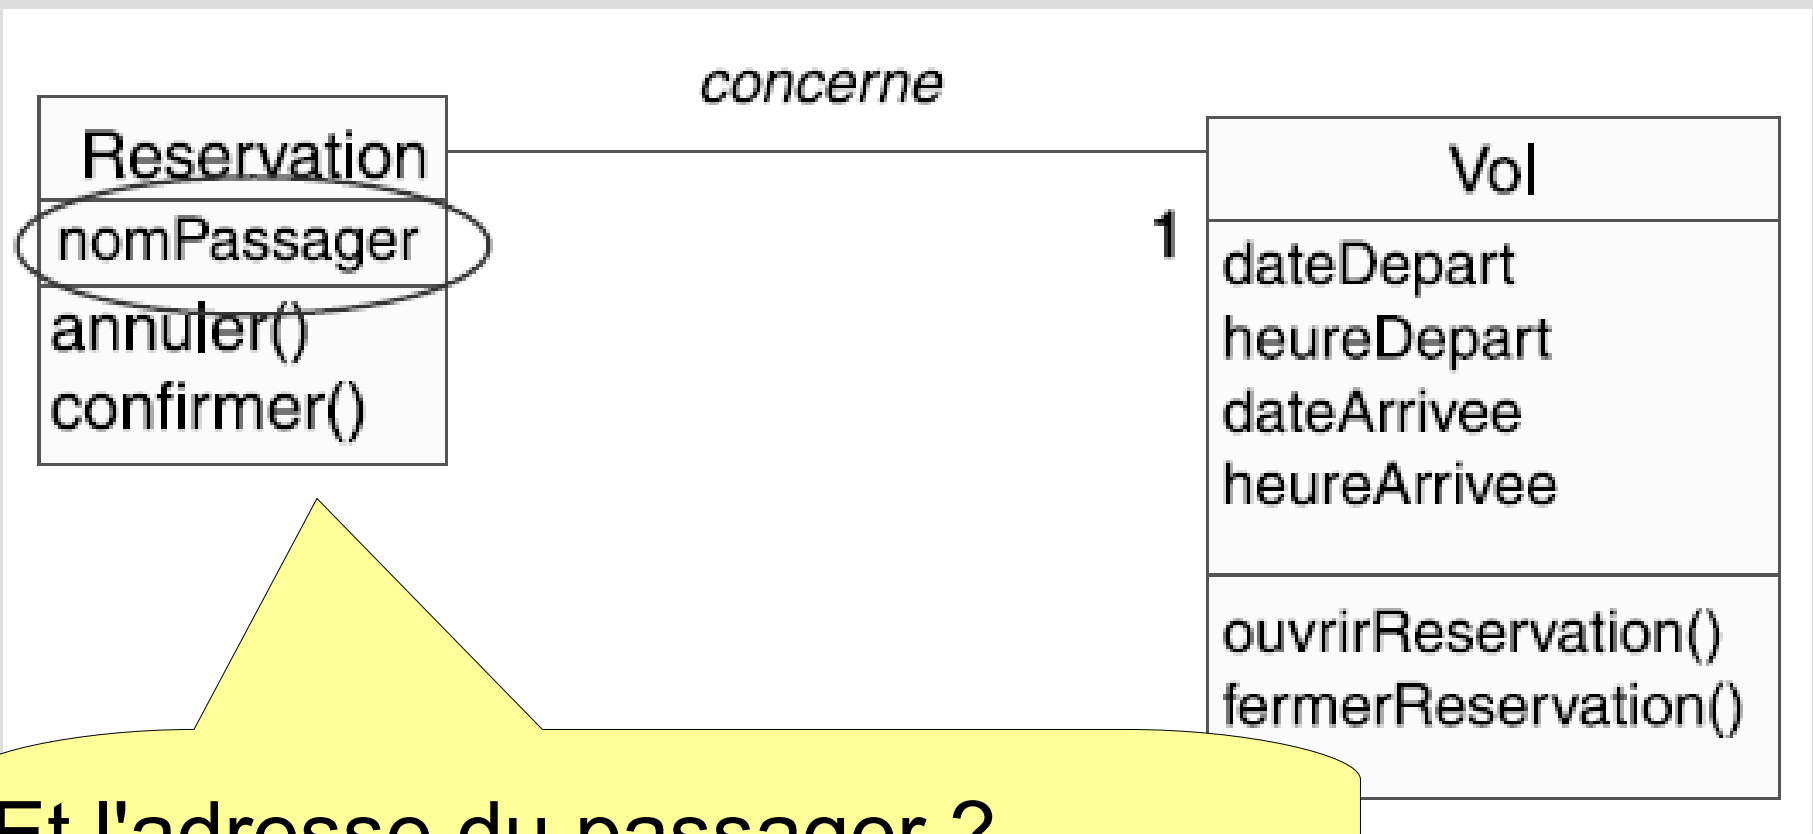 concerne
Reservation
nomPassager
annuler()
confirmer()
1
Vol
dateDepart
heureDepart
dateArrivee
heureArrivee
ouvrirReservation()
fermerReservation()
Et l'adresse du passager ?